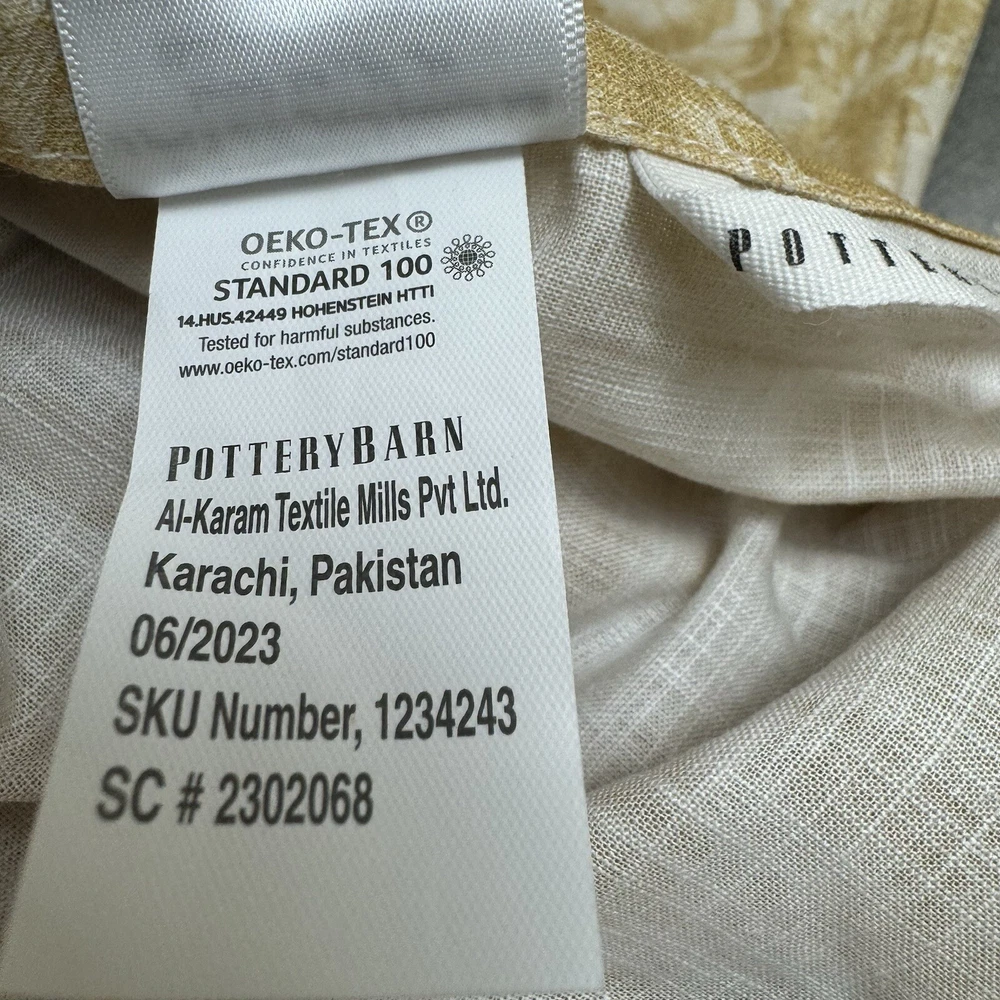 OEKO-TEX®
CONFIDENCE IN TEXTILES
STANDARD 100
14.HUS.42449 HOHENSTEIN HTTI
Tested for harmful substances.
www.oeko-tex.com/standard100
POTTERYBARN
Al-Karam Textile Mills Pvt Ltd.
Karachi, Pakistan
06/2023
SKU Number, 1234243
SC # 2302068
POTTE